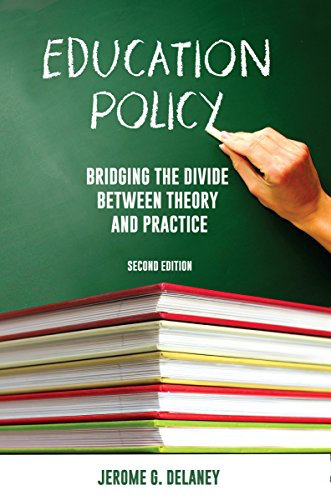 EDUCATION
POLICY
BRIDGING THE DIVIDE
BETWEEN THEORY
AND PRACTICE
SECOND EDITION
JEROME G. DELANEY